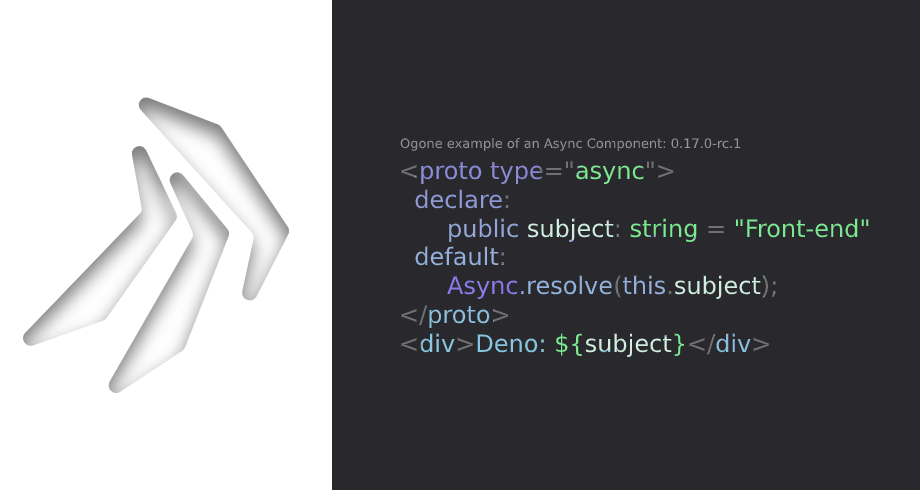 Ogone example of an Async Component: 0.17.0-rc.1
<proto type="async">
declare:
public subject: string = "Front-end"
default:
Async.resolve(this.subject);
</proto>
<div>Deno: ${subject}</div>